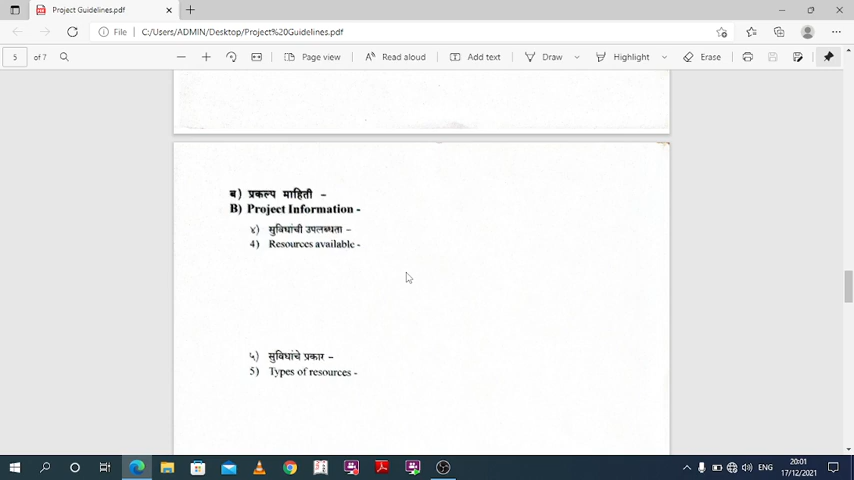 Project Guidelines.pdf
File
C:/Users/ADMIN/Desktop/Project%20Guidelines.pdf
5 of 7
Page view
Read aloud
Add text
Draw
Highlight
Erase
ब) प्रकल्प माहिती -
B) Project Information -
४) सुविधांची उपलब्धता -
4) Resources available -
५) सुविधांचे प्रकार -
5) Types of resources -
ENG
20:01
17/12/2021